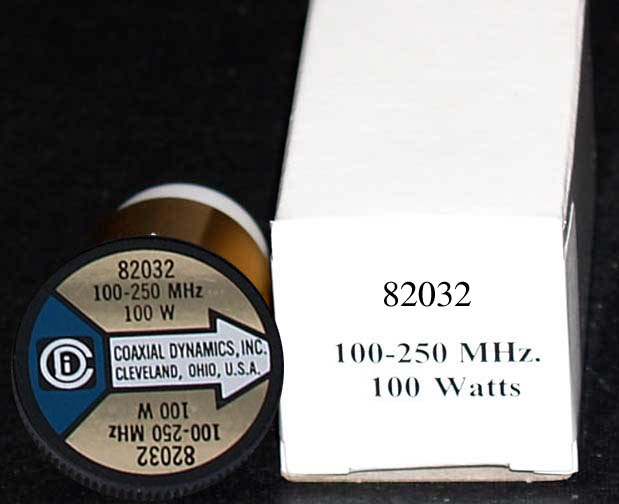 82032
100-250 MHz
100 W
COAXIAL DYNAMICS, INC.
CLEVELAND, OHIO, U.S.A.
100 W
100-250 MHz
82032
82032
100-250 MHz.
100 Watts